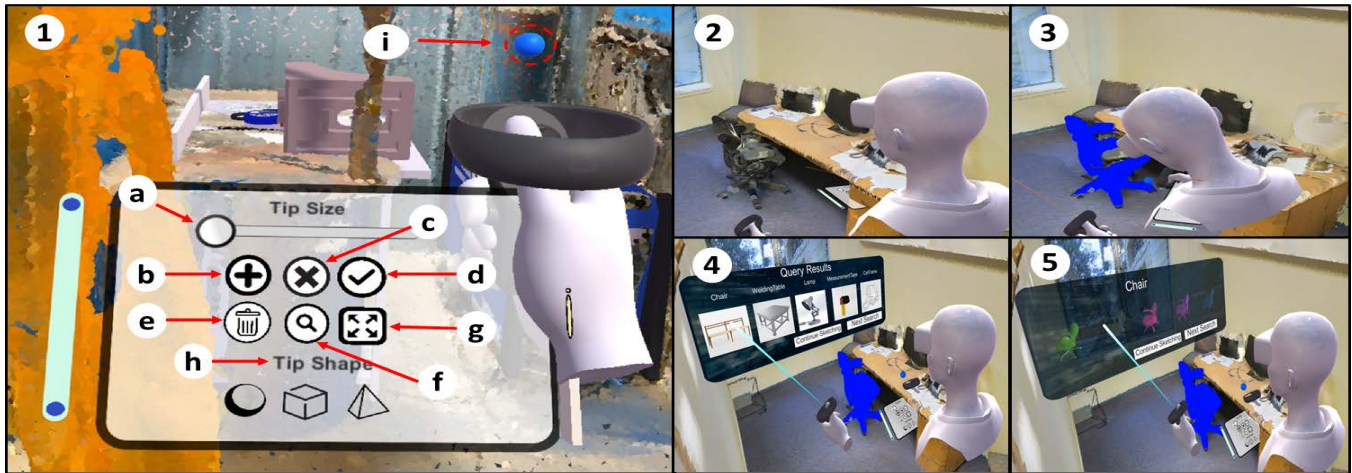 1
i
a
Tip Size
c
b
d
e
g
h
Tip Shape
f
2
3
4
Query Results
Chair
WeldingTable
Lamp
MeasurementTape
Continue Sketching
Next Search
5
Chair
Continue Sketching
Next Search